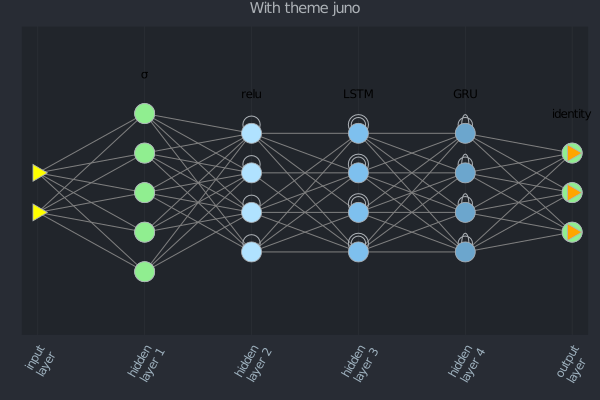 With theme juno
σ
relu
LSTM
GRU
identity
input
layer
hidden
layer 1
hidden
layer 2
hidden
layer 3
hidden
layer 4
output
layer